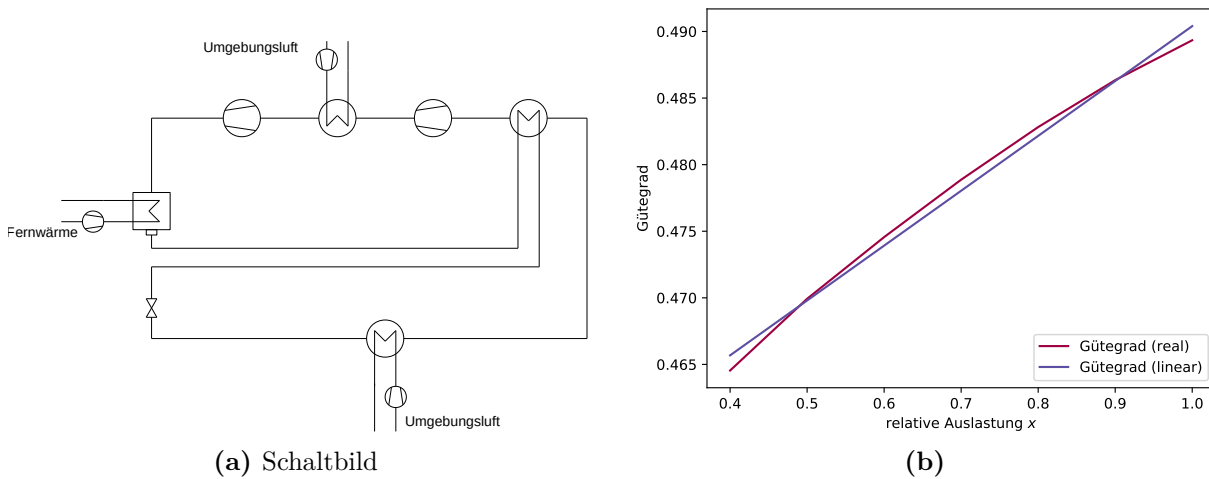 Umgebungsluft
Fernwärme
Umgebungsluft
(a) Schaltbild
0.490
0.485
0.480
0.475
0.470
0.465
Gütegrad
0.4 0.5 0.6 0.7 0.8 0.9 1.0
relative Auslastung x
Gütegrad (real)
Gütegrad (linear)
(b)